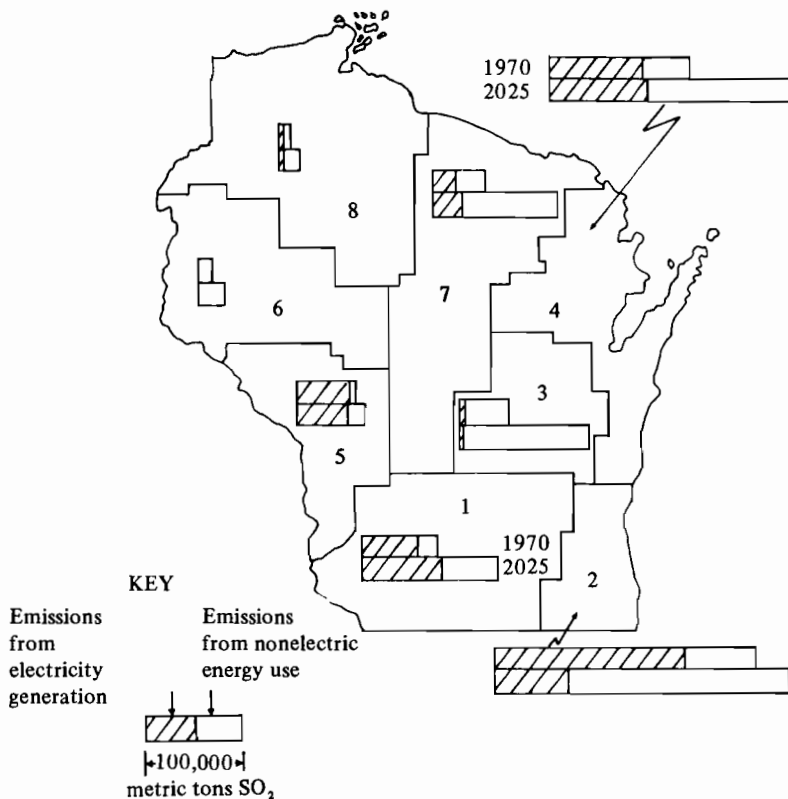 1970
2025
8
7
4
6
3
5
1
1970
2025
2
KEY
Emissions
from
electricity
generation
Emissions
from nonelectric
energy use
100,000
metric tons SO₂